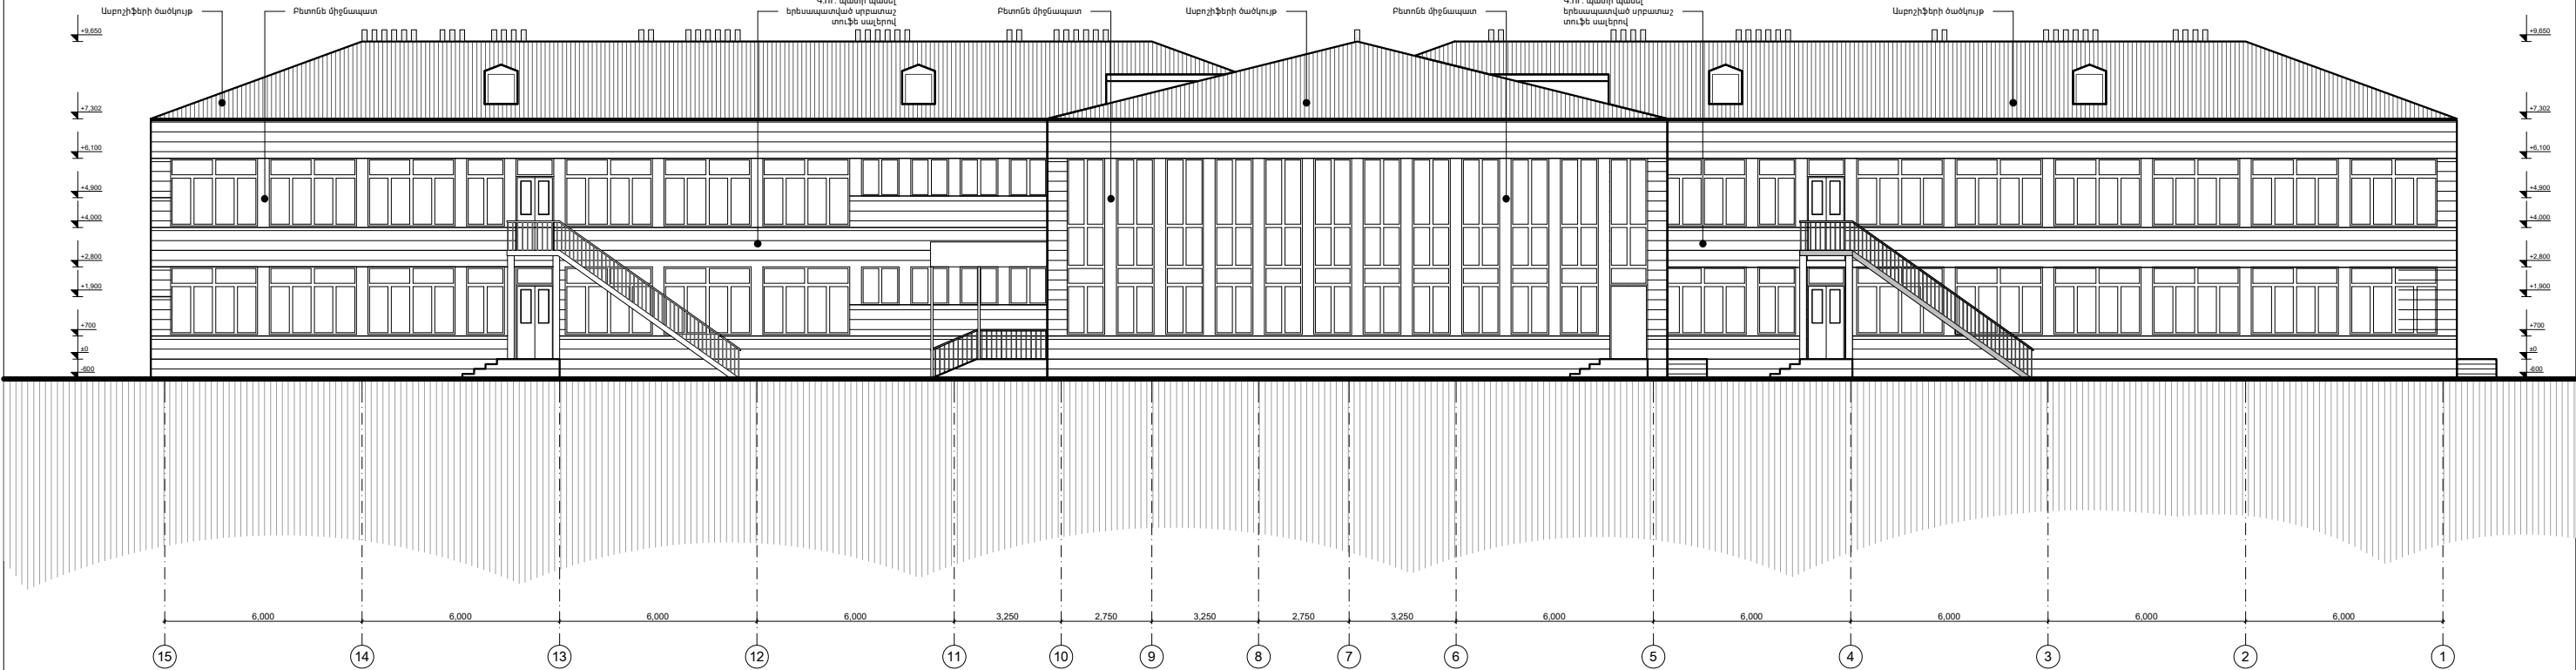 Ասբոշիֆերի ծածկույթ
Բետոնե միջնապատ
երեսապատված սրբատաշ
տուֆե սալերով
Բետոնե միջնապատ
Ասբոշիֆերի ծածկույթ
Բետոնե միջնապատ
երեսապատված սրբատաշ
տուֆե սալերով
Ասբոշիֆերի ծածկույթ
+9,650
+7,302
+6,100
+4,900
+4,000
+2,800
+1,900
+700
±0
-600
+9,650
+7,302
+6,100
+4,900
+4,000
+2,800
+1,900
+700
±0
-600
6,000 6,000 6,000 6,000 3,250 2,750 3,250 2,750 3,250 6,000 6,000 6,000 6,000 6,000
15 14 13 12 11 10 9 8 7 6 5 4 3 2 1